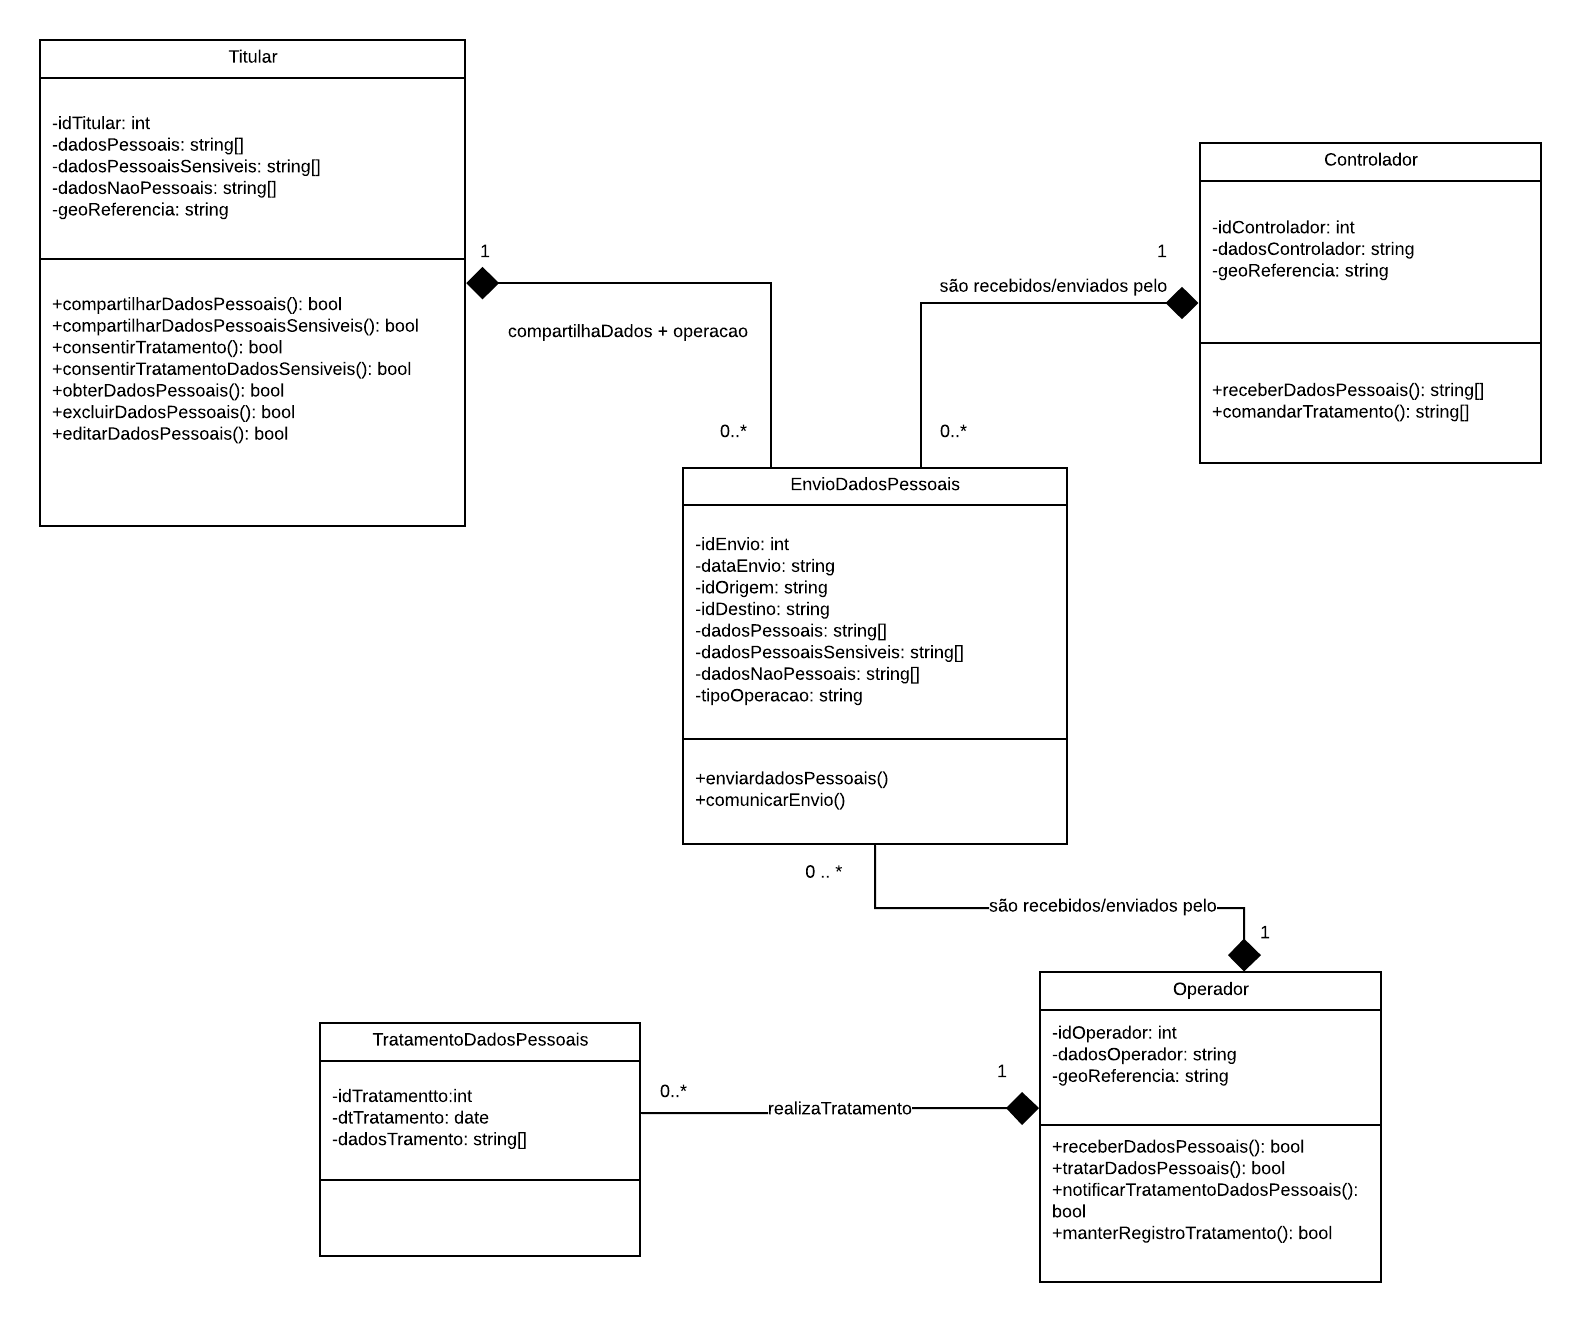 Titular
-idTitular: int
-dadosPessoais: string[]
-dadosPessoaisSensiveis: string[]
-dadosNaoPessoais: string[]
-geoReferencia: string
+compartilharDadosPessoais(): bool
+compartilharDadosPessoaisSensiveis(): bool
+consentirTratamento(): bool
+consentirTratamentoDadosSensiveis(): bool
+obterDadosPessoais(): bool
+excluirDadosPessoais(): bool
+editarDadosPessoais(): bool
1
compartilhaDados + operacao
0..*
Controlador
-idControlador: int
-dadosControlador: string
-geoReferencia: string
+receberDadosPessoais(): string[]
+comandarTratamento(): string[]
1
são recebidos/enviados pelo
0..*
EnvioDadosPessoais
-idEnvio: int
-dataEnvio: string
-idOrigem: string
-idDestino: string
-dadosPessoais: string[]
-dadosPessoaisSensiveis: string[]
-dadosNaoPessoais: string[]
-tipoOperacao: string
+enviardadosPessoais()
+comunicarEnvio()
0 .. *
são recebidos/enviados pelo
1
Operador
-idOperador: int
-dadosOperador: string
-geoReferencia: string
+receberDadosPessoais(): bool
+tratarDadosPessoais(): bool
+notificarTratamentoDadosPessoais():
bool
+manterRegistroTratamento(): bool
1
realizaTratamento
0..*
TratamentoDadosPessoais
-idTratamentto:int
-dtTratamento: date
-dadosTramento: string[]